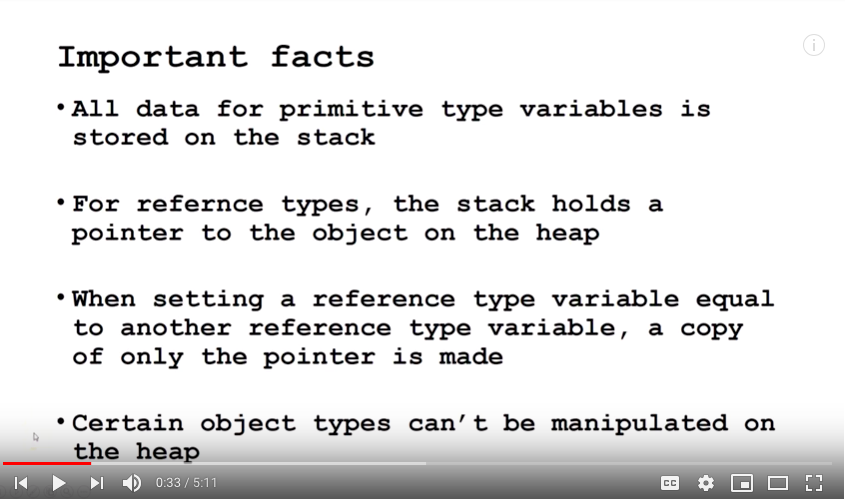 Important facts
• All data for primitive type variables is
stored on the stack
• For refernce types, the stack holds a
pointer to the object on the heap
• When setting a reference type variable equal
to another reference type variable, a copy
of only the pointer is made
• Certain object types can’t be manipulated on
the heap
0:33 / 5:11
CC